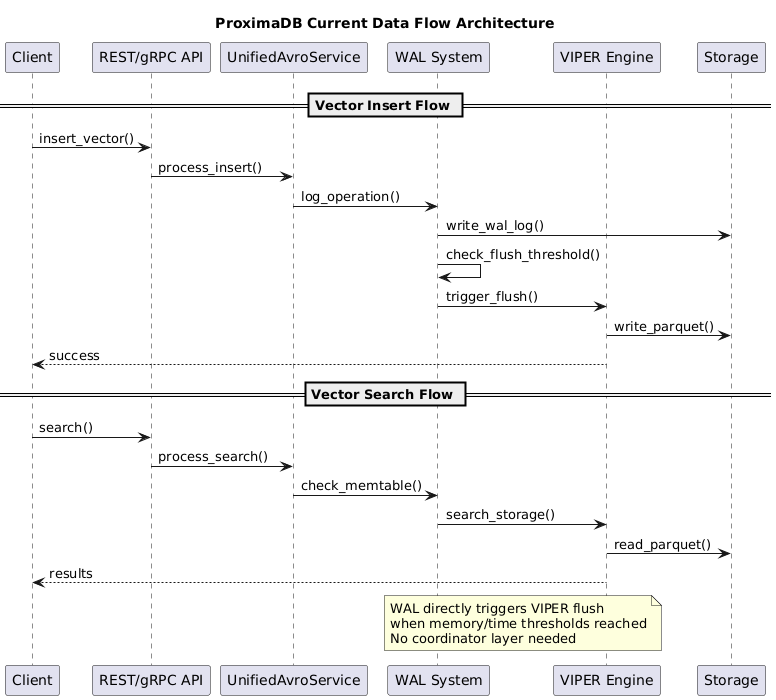 ProximaDB Current Data Flow Architecture
Client REST/gRPC API UnifiedAvroService WAL System VIPER Engine Storage
Vector Insert Flow
insert_vector()
process_insert()
log_operation()
write_wal_log()
check_flush_threshold()
trigger_flush()
write_parquet()
success
Vector Search Flow
search()
process_search()
check_memtable()
search_storage()
read_parquet()
results
WAL directly triggers VIPER flush
when memory/time thresholds reached
No coordinator layer needed
Client REST/gRPC API UnifiedAvroService WAL System VIPER Engine Storage